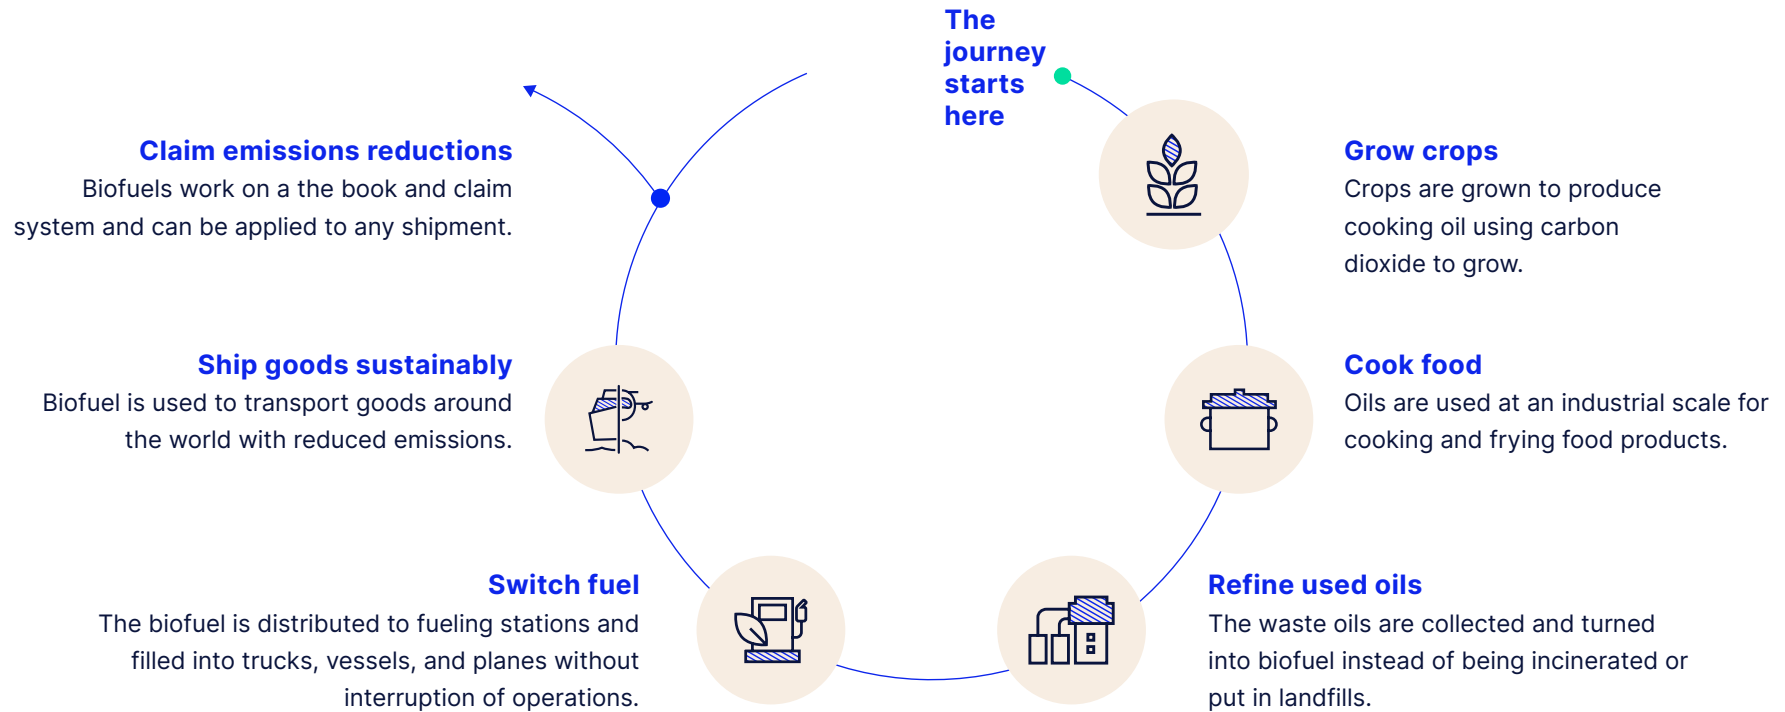 The
journey
starts
here
Grow crops
Crops are grown to produce
cooking oil using carbon
dioxide to grow.
Cook food
Oils are used at an industrial scale for
cooking and frying food products.
Refine used oils
The waste oils are collected and turned
into biofuel instead of being incinerated or
put in landfills.
Switch fuel
The biofuel is distributed to fueling stations and
filled into trucks, vessels, and planes without
interruption of operations.
Ship goods sustainably
Biofuel is used to transport goods around
the world with reduced emissions.
Claim emissions reductions
Biofuels work on a the book and claim
system and can be applied to any shipment.